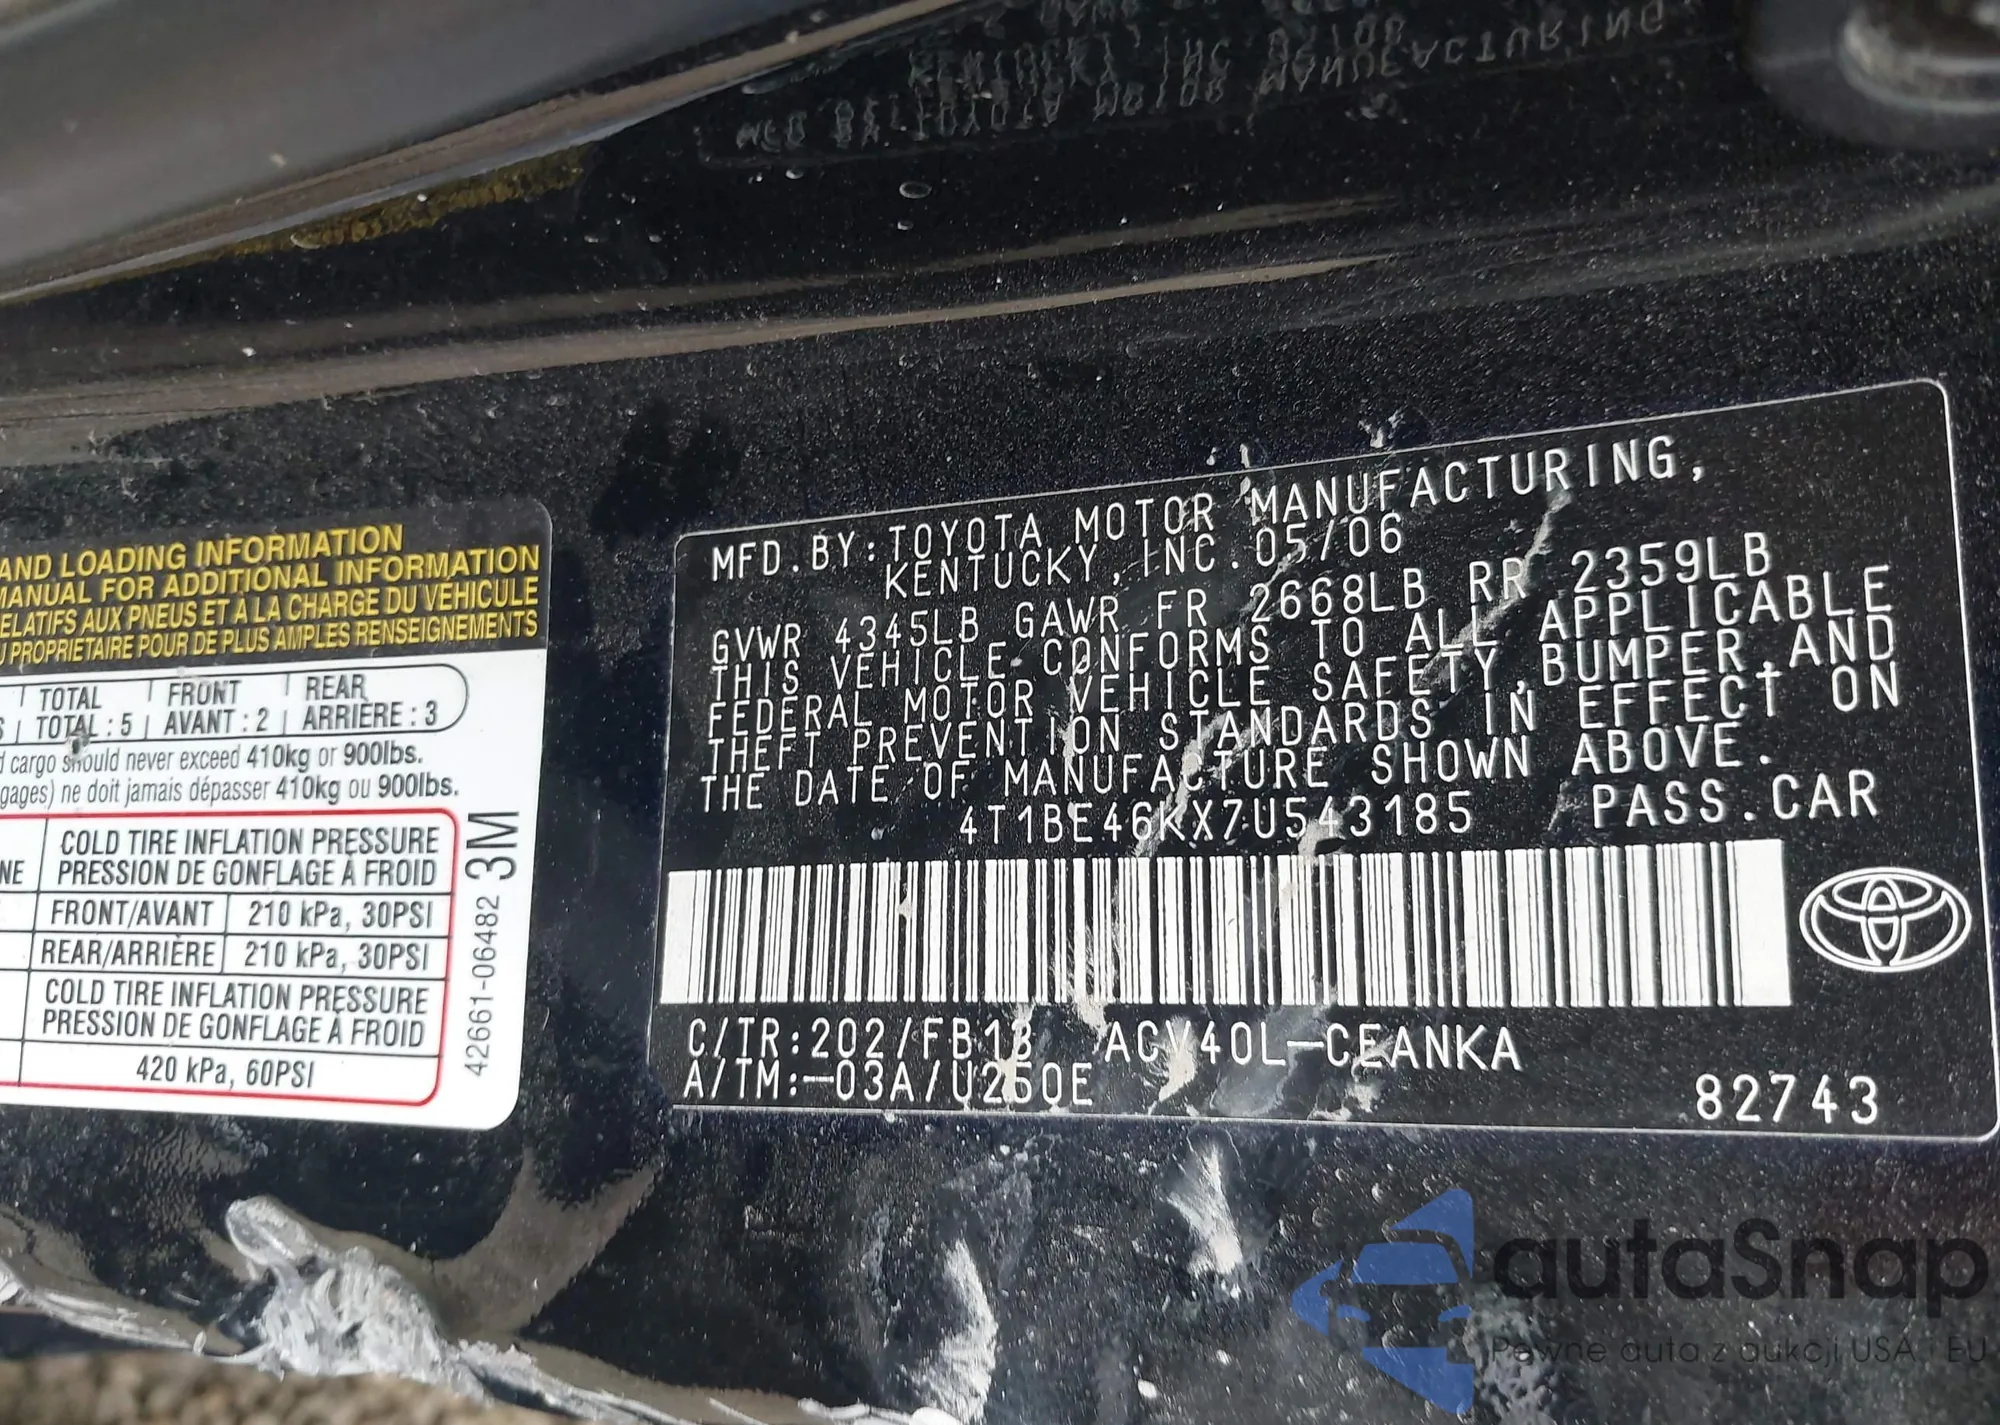 AND LOADING INFORMATION
MANUAL FOR ADDITIONAL INFORMATION
RELATIFS AUX PNEUS ET À LA CHARGE DU VÉHICULE
PROPRIÉTAIRE POUR DE PLUS AMPLES RENSEIGNEMENTS
TOTAL FRONT REAR
TOTAL : 5 AVANT : 2 ARRIÈRE : 3
cargo should never exceed 410kg or 900lbs.
gages) ne doit jamais dépasser 410kg ou 900lbs.
COLD TIRE INFLATION PRESSURE
PRESSION DE GONFLAGE À FROID
FRONT/AVANT 210 kPa, 30PSI
REAR/ARRIÈRE 210 kPa, 30PSI
COLD TIRE INFLATION PRESSURE
PRESSION DE GONFLAGE À FROID
420 kPa, 60PSI
42661-06482 3M
MFD.BY:TOYOTA MOTOR MANUFACTURING,
KENTUCKY,INC.05/06
GVWR 4345LB GAWR FR 2668LB RR 2359LB
THIS VEHICLE CONFORMS TO ALL APPLICABLE
FEDERAL MOTOR VEHICLE SAFETY,BUMPER,AND
THEFT PREVENTION STANDARDS IN EFFECT ON
THE DATE OF MANUFACTURE SHOWN ABOVE.
4T1BE46KX7U543185 PASS.CAR
C/TR:202/FB13 ACV40L-CEANKA
A/TM:-03A/U250E
82743
autaSnap
Pewne auta z aukcji USA i EU